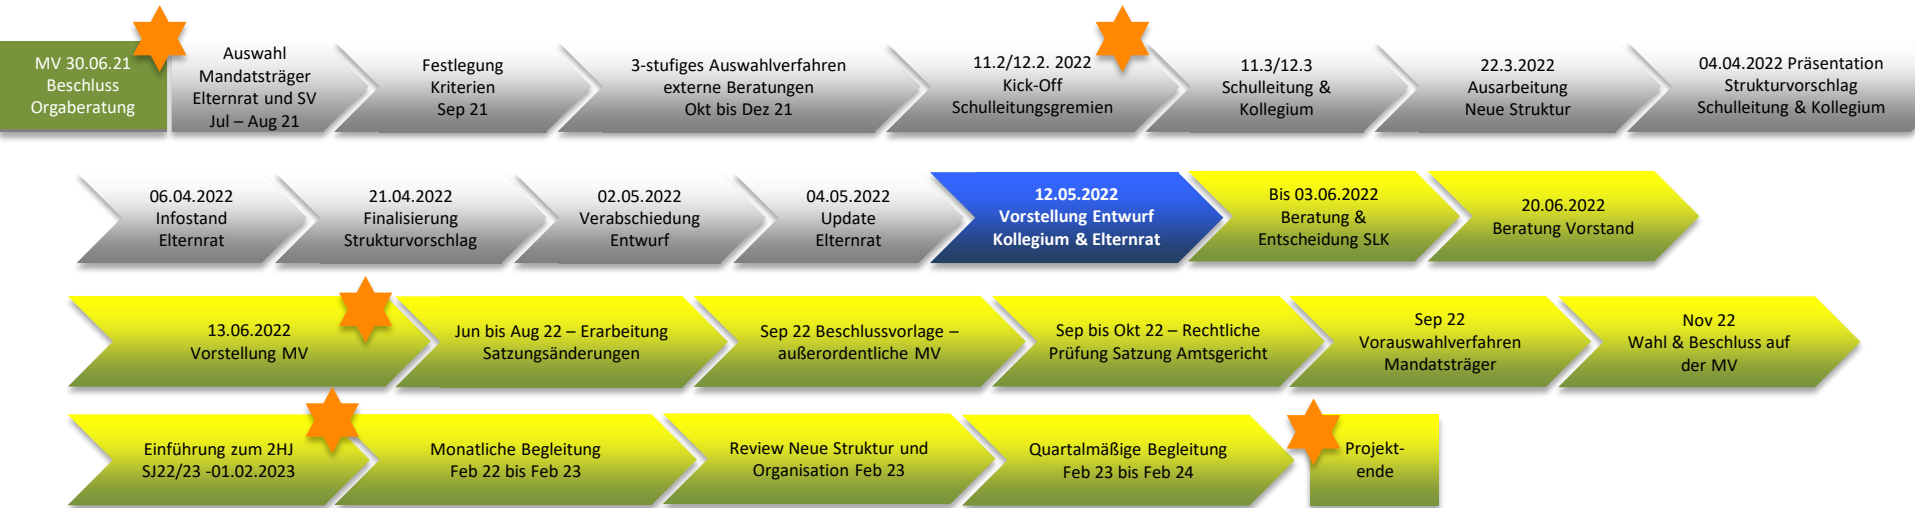 MV 30.06.21
Beschluss
Orgaberatung
Auswahl
Mandatsträger
Elternrat und SV
Jul – Aug 21
Festlegung
Kriterien
Sep 21
3-stufiges Auswahlverfahren
externe Beratungen
Okt bis Dez 21
11.2/12.2. 2022
Kick-Off
Schulleitungsgremien
11.3/12.3
Schulleitung &
Kollegium
22.3.2022
Ausarbeitung
Neue Struktur
04.04.2022 Präsentation
Strukturvorschlag
Schulleitung & Kollegium
06.04.2022
Infostand
Elternrat
21.04.2022
Finalisierung
Strukturvorschlag
02.05.2022
Verabschiedung
Entwurf
04.05.2022
Update
Elternrat
12.05.2022
Vorstellung Entwurf
Kollegium & Elternrat
Bis 03.06.2022
Beratung &
Entscheidung SLK
20.06.2022
Beratung Vorstand
13.06.2022
Vorstellung MV
Jun bis Aug 22 – Erarbeitung
Satzungsänderungen
Sep 22 Beschlussvorlage –
außerordentliche MV
Sep bis Okt 22 – Rechtliche
Prüfung Satzung Amtsgericht
Sep 22
Vorauswahlverfahren
Mandatsträger
Nov 22
Wahl & Beschluss auf
der MV
Einführung zum 2HJ
SJ22/23 -01.02.2023
Monatliche Begleitung
Feb 22 bis Feb 23
Review Neue Struktur und
Organisation Feb 23
Quartalmäßige Begleitung
Feb 23 bis Feb 24
Projekt-
ende